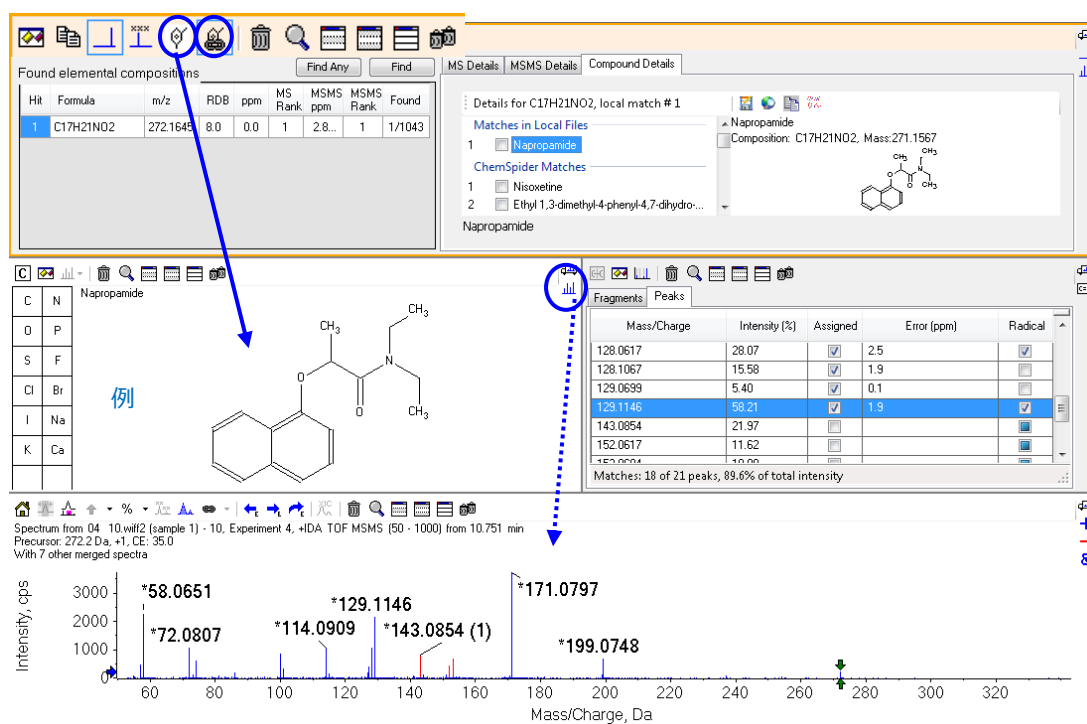 xxx
Found elemental compositions
Find Any
Find
Hit Formula m/z RDB ppm MS Rank MSMS ppm MSMS Rank Found
1 C17H21NO2 272.1645 8.0 0.0 1 2.8... 1 1/1043
MS Details MSMS Details Compound Details
Details for C17H21NO2, local match # 1
Matches in Local Files
1 Napropamide
ChemSpider Matches
1 Nisoxetine
2 Ethyl 1,3-dimethyl-4-phenyl-4,7-dihydro-...
Napropamide
Napropamide
Composition: C17H21NO2, Mass:271.1567
CH₃ CH₃
O N
O CH₃
C
C N
O P
S F
Cl Br
I Na
K Ca
Napropamide
例
CH₃
CH₃
N
O
O
CH₃
Fragments Peaks
Mass/Charge Intensity (%) Assigned Error (ppm) Radical
128.0617 28.07 2.5
128.1067 15.58 1.9
129.0699 5.40 0.1
129.1146 58.21 1.9
143.0854 21.97
152.0617 11.62
Matches: 18 of 21 peaks, 89.6% of total intensity
%
XIC
Spectrum from 04 10.wiff2 (sample 1) - 10, Experiment 4, +IDA TOF MSMS (50 - 1000) from 10.751 min
Precursor: 272.2 Da, +1, CE: 35.0
With 7 other merged spectra
Intensity, cps
3000
2000
1000
0
*58.0651
*72.0807
*114.0909
*129.1146
*143.0854 (1)
*171.0797
*199.0748
60 80 100 120 140 160 180 200 220 240 260 280 300 320
Mass/Charge, Da